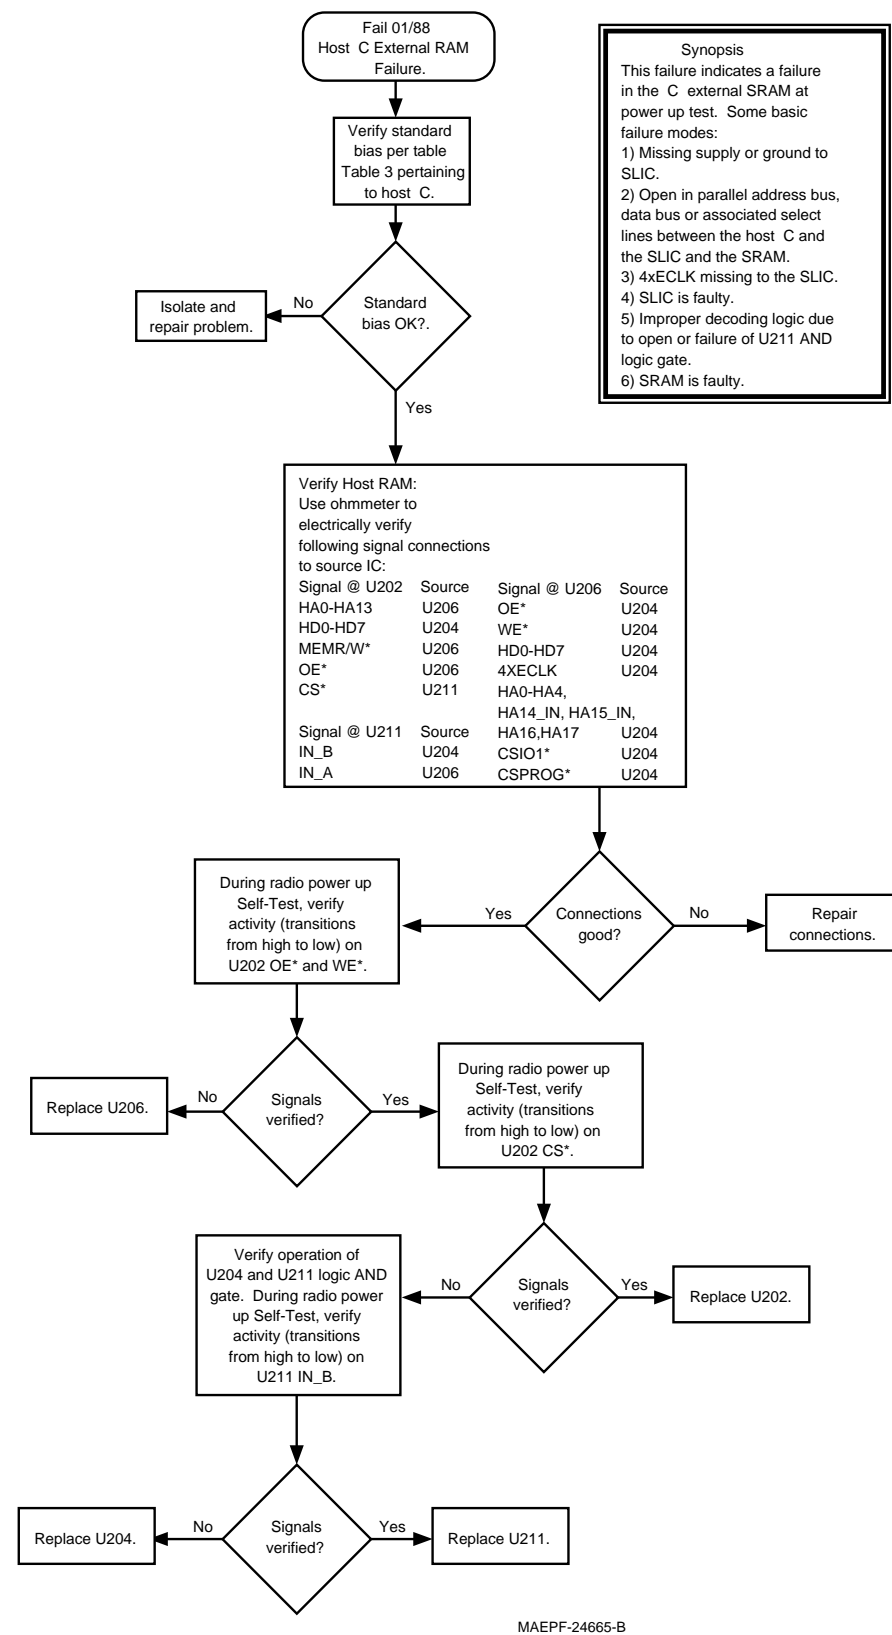 Fail 01/88
Host C External RAM
Failure.
Synopsis
This failure indicates a failure
in the C external SRAM at
power up test. Some basic
failure modes:
1) Missing supply or ground to
SLIC.
2) Open in parallel address bus,
data bus or associated select
lines between the host C and
the SLIC and the SRAM.
3) 4xECLK missing to the SLIC.
4) SLIC is faulty.
5) Improper decoding logic due
to open or failure of U211 AND
logic gate.
6) SRAM is faulty.
Verify standard
bias per table
Table 3 pertaining
to host C.
Standard
bias OK?.
No
Isolate and
repair problem.
Yes
Verify Host RAM:
Use ohmmeter to
electrically verify
following signal connections
to source IC:
Signal @ U202 Source
HA0-HA13 U206
HD0-HD7 U204
MEMR/W* U206
OE* U206
CS* U211
Signal @ U211 Source
IN_B U204
IN_A U206
Signal @ U206 Source
OE* U204
WE* U204
HD0-HD7 U204
4XECLK U204
HA0-HA4,
HA14_IN, HA15_IN,
HA16,HA17 U204
CSIO1* U204
CSPROG* U204
Connections
good?
No
Repair
connections.
Yes
During radio power up
Self-Test, verify
activity (transitions
from high to low) on
U202 OE* and WE*.
Signals
verified?
No
Replace U206.
Yes
During radio power up
Self-Test, verify
activity (transitions
from high to low) on
U202 CS*.
Signals
verified?
Yes
Replace U202.
No
Verify operation of
U204 and U211 logic AND
gate. During radio power
up Self-Test, verify
activity (transitions
from high to low) on
U211 IN_B.
Signals
verified?
No
Replace U204.
Yes
Replace U211.
MAEPF-24665-B